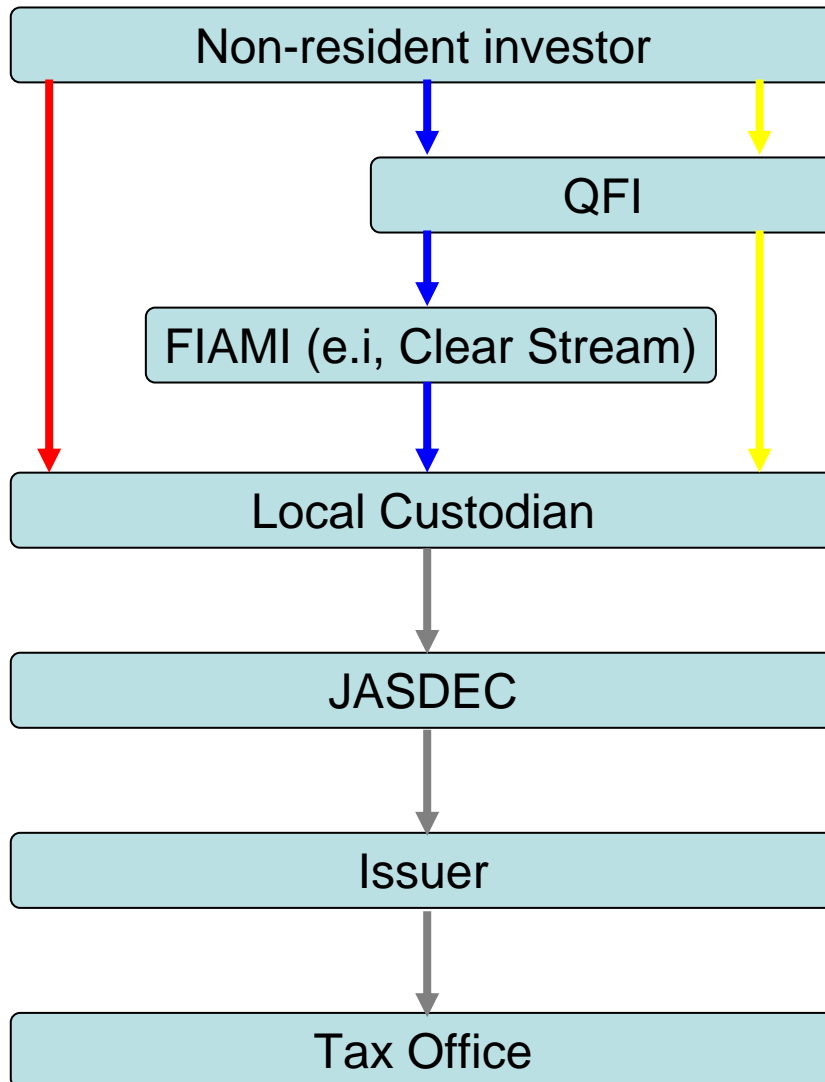 Non-resident investor
QFI
FIAMI (e.i, Clear Stream)
Local Custodian
JASDEC
Issuer
Tax Office